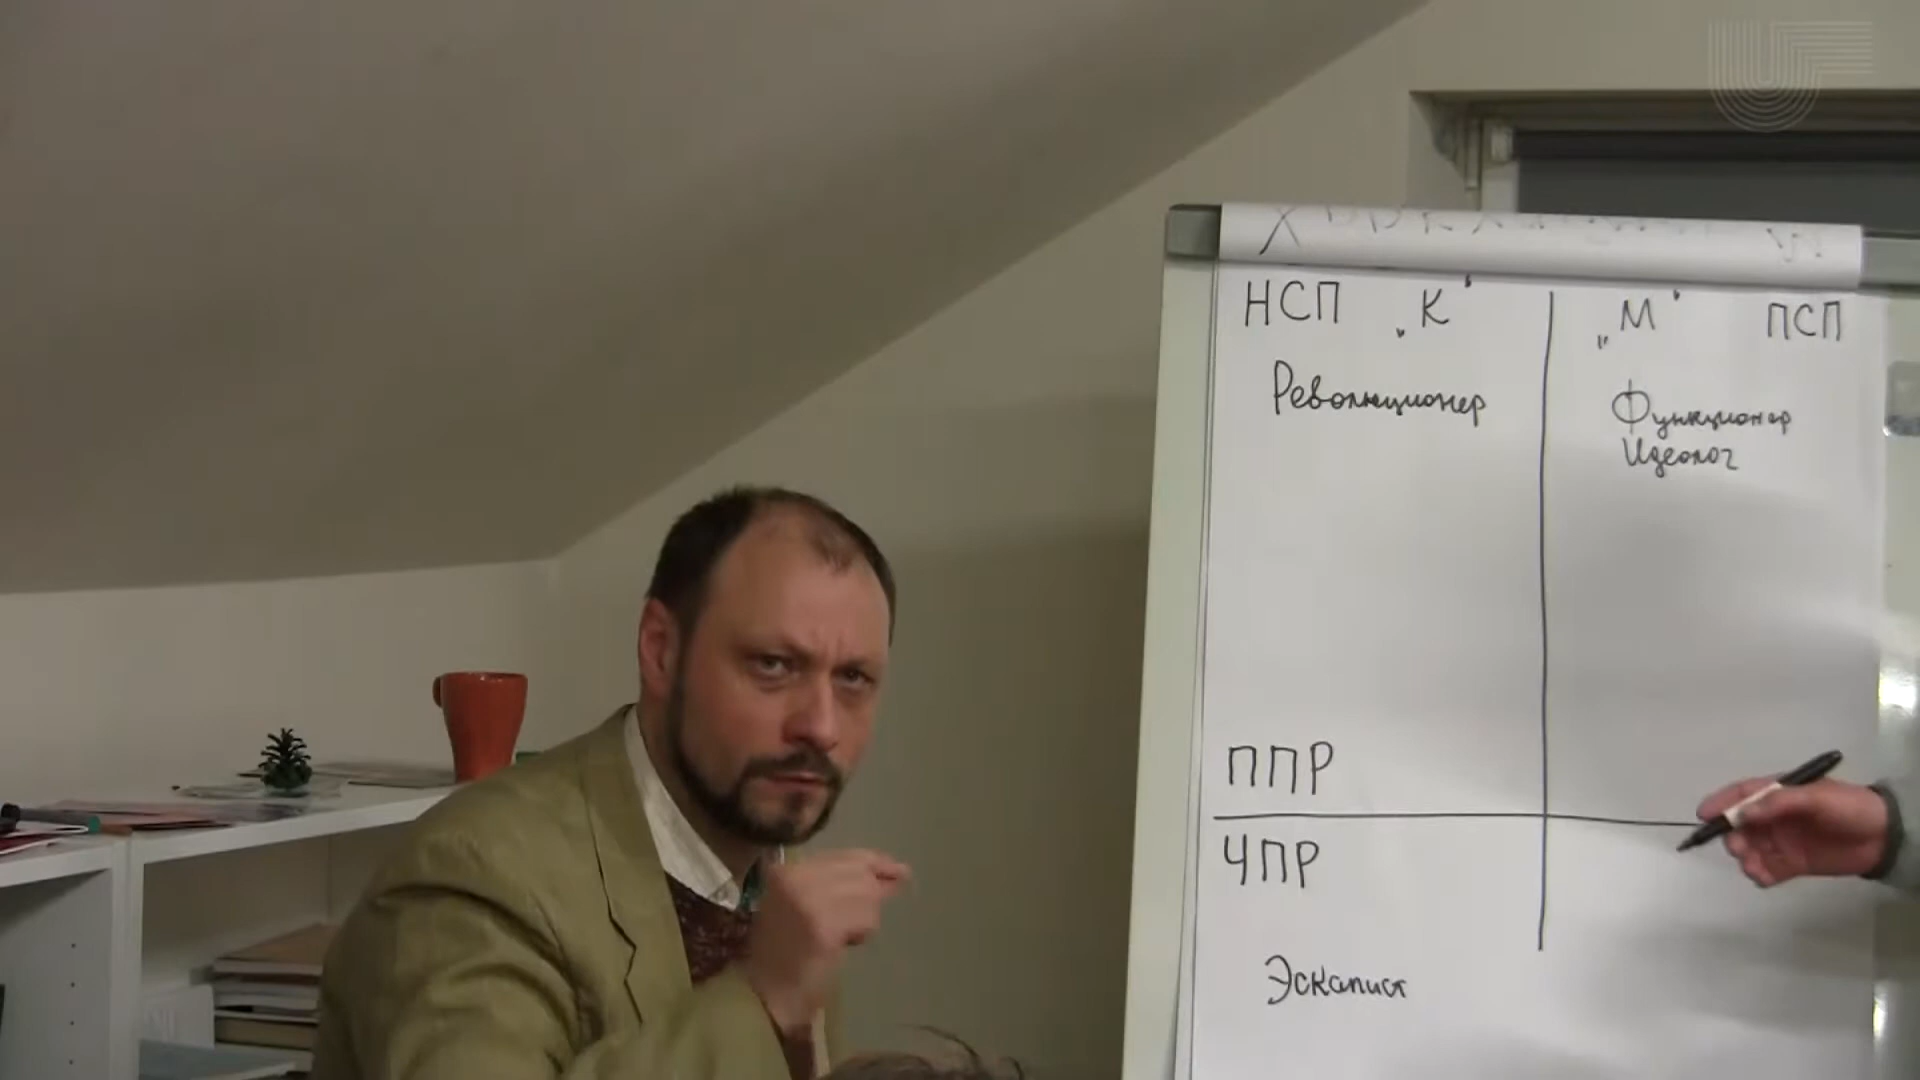 НСП „К“
„М“ ПСП
Революционер
Функционер
Идеолог
ППР
ЧПР
Эскапист